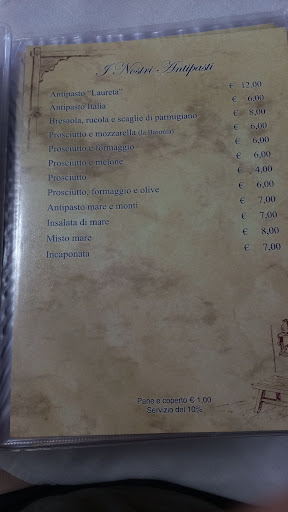 I Nostri Antipasti
Antipasto "Laureta" € 12,00
Antipasto Italia € 6,00
Bresaola, rucola e scaglie di parmigiano € 8,00
Prosciutto e mozzarella € 6,00
Prosciutto e formaggio € 6,00
Prosciutto e melone € 6,00
Prosciutto € 4,00
Prosciutto, formaggio e olive € 6,00
Antipasto mare e monti € 7,00
Insalata di mare € 7,00
Misto mare € 8,00
Incaponata € 7,00
Pane e coperto € 1,00
Servizio del 10%